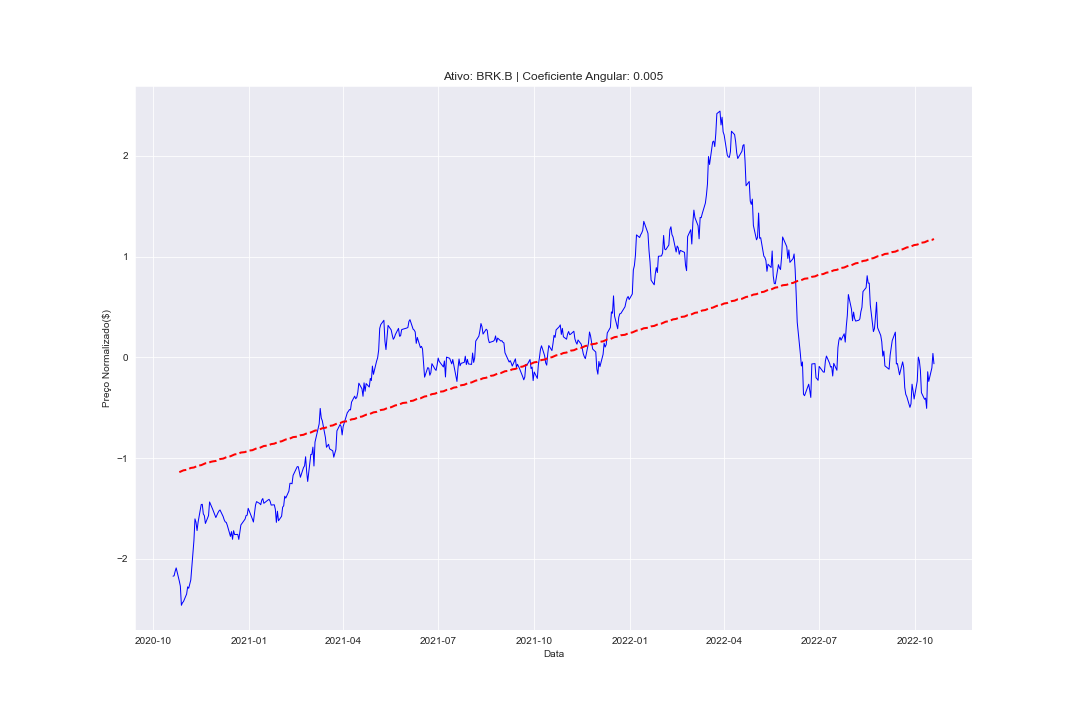 Ativo: BRK.B | Coeficiente Angular: 0.005
Preço Normalizado($)
2
1
0
−1
−2
2020-10 2021-01 2021-04 2021-07 2021-10 2022-01 2022-04 2022-07 2022-10
Data